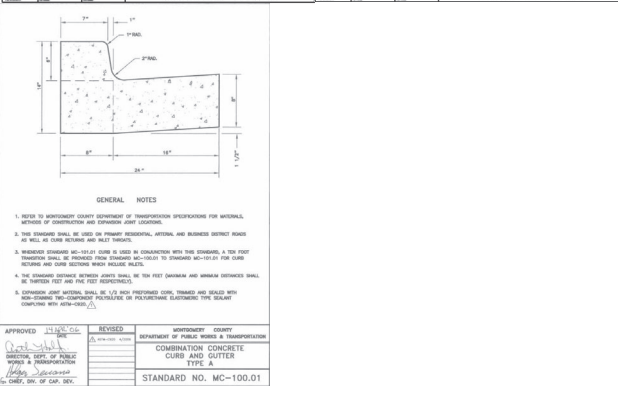 7"
1"
1" RAD.
2" RAD.
6"
14"
8"
8"
16"
24"
1 1/2"
GENERAL NOTES
1. REFER TO MONTGOMERY COUNTY DEPARTMENT OF TRANSPORTATION SPECIFICATIONS FOR MATERIALS,
METHODS OF CONSTRUCTION AND EXPANSION JOINT LOCATIONS.
2. THIS STANDARD SHALL BE USED ON PRIMARY RESIDENTIAL, ARTERIAL AND BUSINESS DISTRICT ROADS
AS WELL AS CURB RETURNS AND INLET THROATS.
3. WHENEVER STANDARD MC-101.01 CURB IS USED IN CONJUNCTION WITH THIS STANDARD, A TEN FOOT
TRANSITION SHALL BE PROVIDED FROM STANDARD MC-100.01 TO STANDARD MC-101.01 FOR CURB
RETURNS AND CURB SECTIONS WHICH INCLUDE INLETS.
4. THE STANDARD DISTANCE BETWEEN JOINTS SHALL BE TEN FEET (MAXIMUM AND MINIMUM DISTANCES SHALL
BE THIRTEEN FEET AND FIVE FEET RESPECTIVELY).
5. EXPANSION JOINT MATERIAL SHALL BE 1/2 INCH PREFORMED CORK, TRIMMED AND SEALED WITH
NON-STAINING TWO-COMPONENT POLYSULFIDE OR POLYURETHANE ELASTOMERIC TYPE SEALANT
COMPLYING WITH ASTM-C920.
APPROVED 14 APR '06
DATE
DIRECTOR, DEPT. OF PUBLIC
WORKS & TRANSPORTATION
CHIEF, DIV. OF CAP. DEV.
REVISED
ASTM-C920
MONTGOMERY COUNTY
DEPARTMENT OF PUBLIC WORKS & TRANSPORTATION
COMBINATION CONCRETE
CURB AND GUTTER
TYPE A
STANDARD NO. MC-100.01